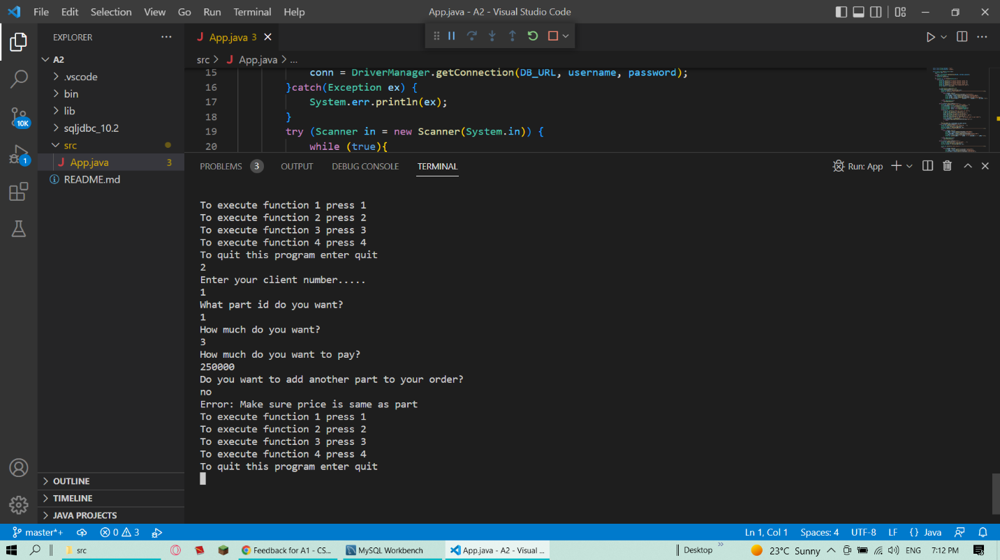 File Edit Selection View Go Run Terminal Help
App.java - A2 - Visual Studio Code
EXPLORER
App.java 3
A2
src > App.java > ...
.vscode
bin
lib
sqljdbc_10.2
src
App.java 3
README.md
10K
1
15 conn = DriverManager.getConnection(DB_URL, username, password);
16 }catch(Exception ex) {
17 System.err.println(ex);
18 }
19 try (Scanner in = new Scanner(System.in)) {
20 while (true){
PROBLEMS 3 OUTPUT DEBUG CONSOLE TERMINAL
Run: App
To execute function 1 press 1
To execute function 2 press 2
To execute function 3 press 3
To execute function 4 press 4
To quit this program enter quit
2
Enter your client number.....
1
What part id do you want?
1
How much do you want?
3
How much do you want to pay?
250000
Do you want to add another part to your order?
no
Error: Make sure price is same as part
To execute function 1 press 1
To execute function 2 press 2
To execute function 3 press 3
To execute function 4 press 4
To quit this program enter quit
OUTLINE
TIMELINE
JAVA PROJECTS
master*+ 0 3
Ln 1, Col 1 Spaces: 4 UTF-8 LF {} Java
src
Feedback for A1 - CS...
MySQL Workbench
App.java - A2 - Visual ...
Desktop
23°C Sunny
ENG
7:12 PM